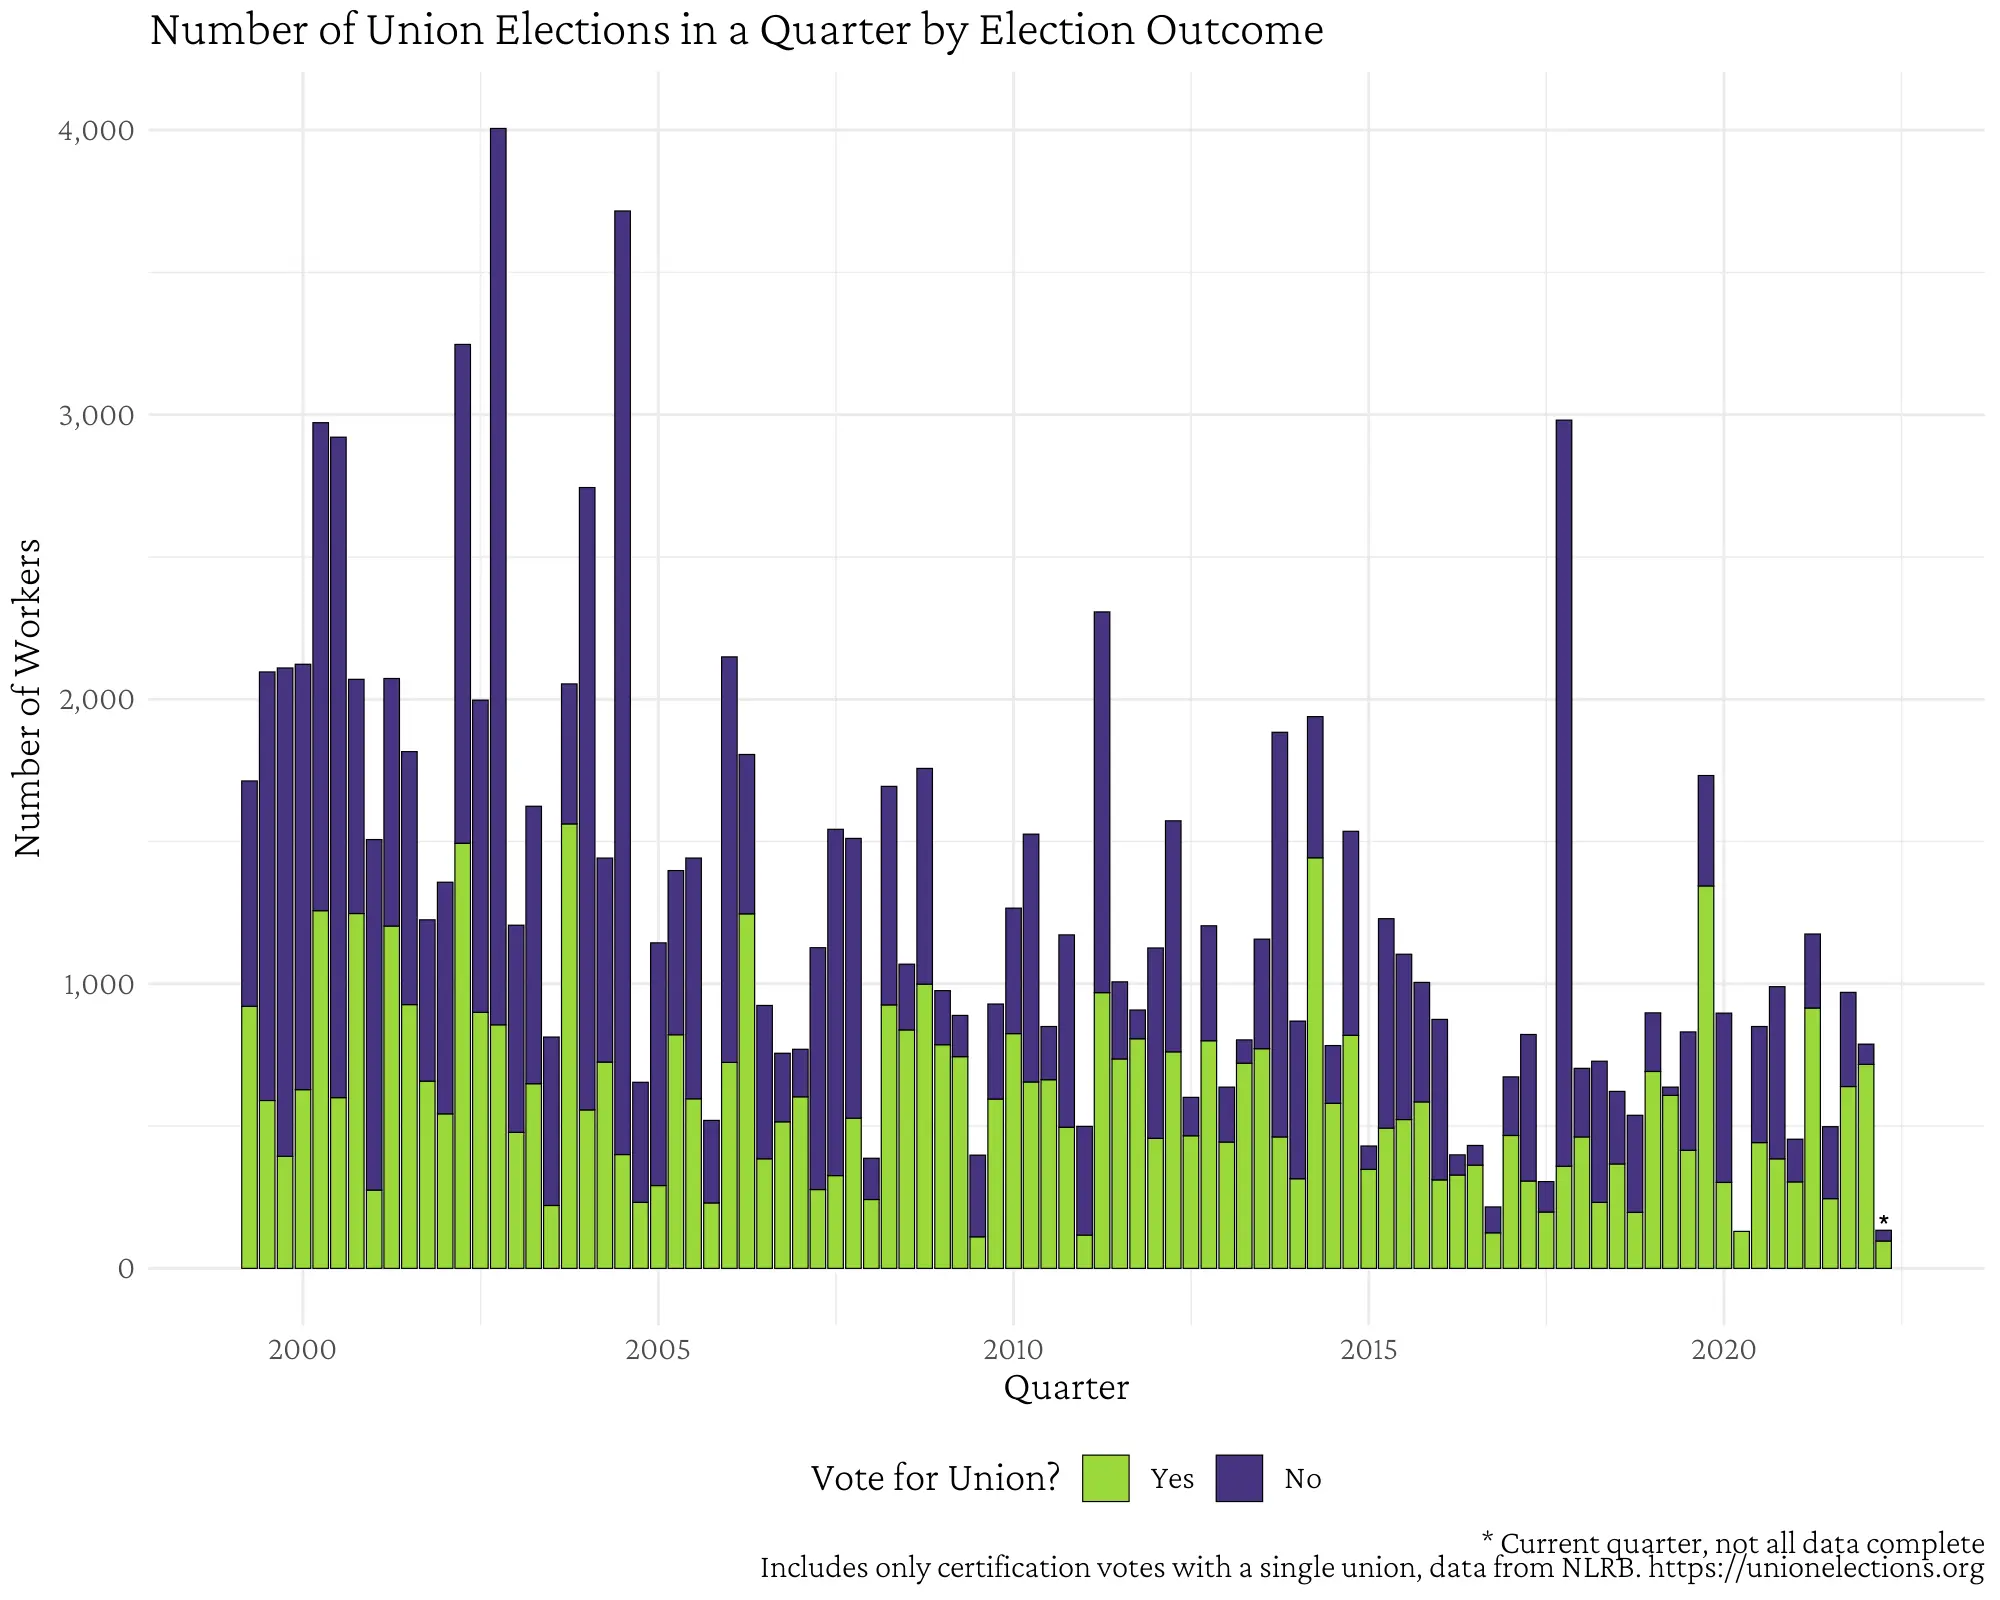 Number of Union Elections in a Quarter by Election Outcome
4,000
3,000
2,000
1,000
0
Number of Workers
*
2000 2005 2010 2015 2020
Quarter
Vote for Union? Yes No
* Current quarter, not all data complete
Includes only certification votes with a single union, data from NLRB. https://unionelections.org